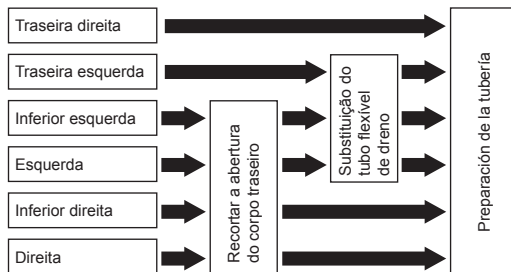 Traseira direita
Traseira esquerda
Inferior esquerda
Esquerda
Inferior direita
Direita
Recortar a abertura
do corpo traseiro
Substituição do
tubo flexível
de dreno
Preparación de la tubería